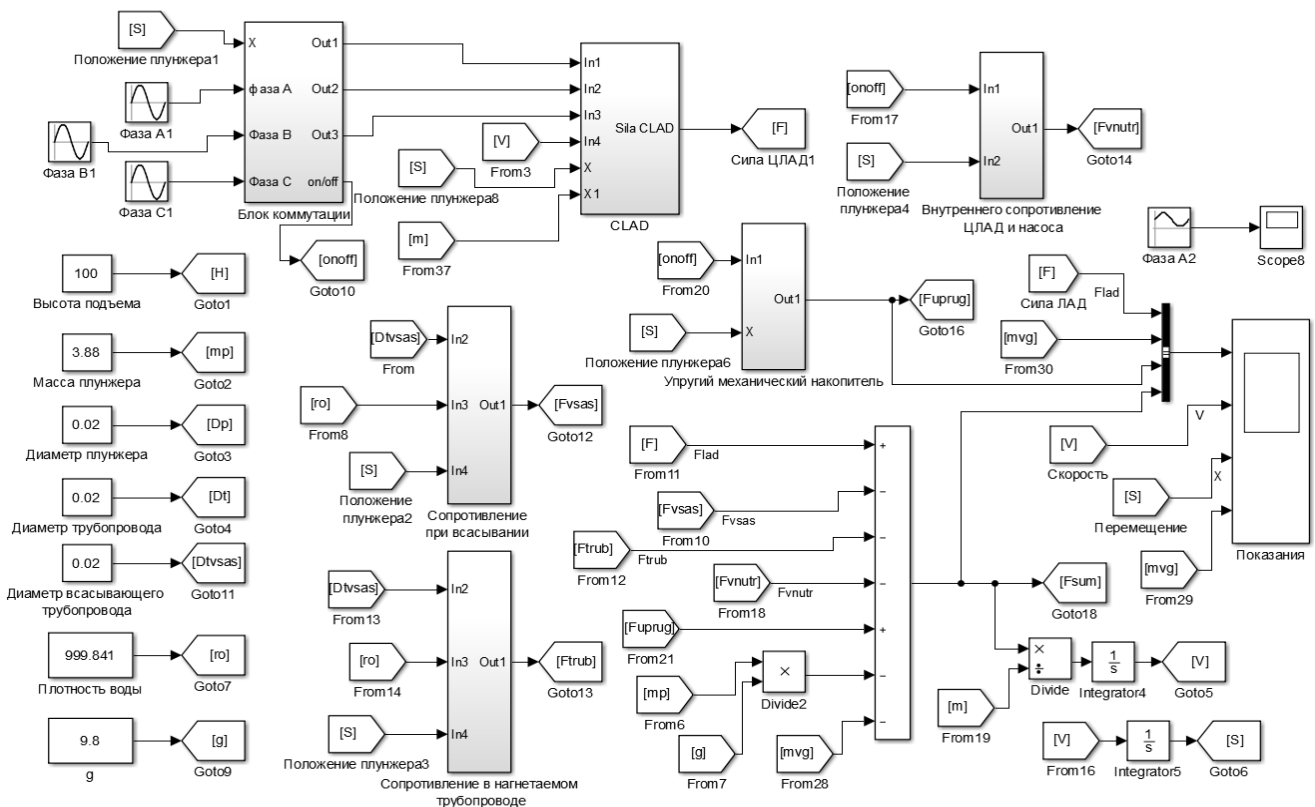 [S]
Положение плунжера1
X
Out1
фаза А
Out2
Фаза А1
Фаза В
Out3
Фаза В1
Фаза С
on/off
Фаза С1
Блок коммутации
[onoff]
Goto10
[V]
From3
[S]
Положение плунжера8
[m]
From37
In1
In2
In3
In4
X
X 1
Sila CLAD
CLAD
[F]
Сила ЦЛАД1
[onoff]
From17
[S]
Положение
плунжера4
In1
In2
Out1
Внутреннего сопротивление
ЦЛАД и насоса
[Fvnutr]
Goto14
Фаза А2
Scope8
100
Высота подъема
[H]
Goto1
3.88
Масса плунжера
[mp]
Goto2
0.02
Диаметр плунжера
[Dp]
Goto3
0.02
Диаметр трубопровода
[Dt]
Goto4
0.02
Диаметр всасывающего
трубопровода
[Dtvsas]
Goto11
999.841
Плотность воды
[ro]
Goto7
9.8
g
[g]
Goto9
[Dtvsas]
From
[ro]
From8
[S]
Положение
плунжера2
In2
In3
In4
Out1
Сопротивление
при всасывании
[Fvsas]
Goto12
[Dtvsas]
From13
[ro]
From14
[S]
Положение плунжера3
In2
In3
In4
Out1
Сопротивление в нагнетаемом
трубопроводе
[Ftrub]
Goto13
[onoff]
From20
[S]
Положение плунжера6
In1
X
Out1
Упругий механический накопитель
[Fuprug]
Goto16
[F]
Сила ЛАД
Flad
[mvg]
From30
[V]
Скорость
V
[S]
Перемещение
X
[mvg]
From29
Показания
[F]
From11
Flad
[Fvsas]
From10
Fvsas
[Ftrub]
From12
Ftrub
[Fvnutr]
From18
Fvnutr
[Fuprug]
From21
[mp]
From6
[g]
From7
×
Divide2
[mvg]
From28
+
−
−
−
+
−
−
[Fsum]
Goto18
[m]
From19
×
÷
Divide
1
s
Integrator4
[V]
Goto5
[V]
From16
1
s
Integrator5
[S]
Goto6